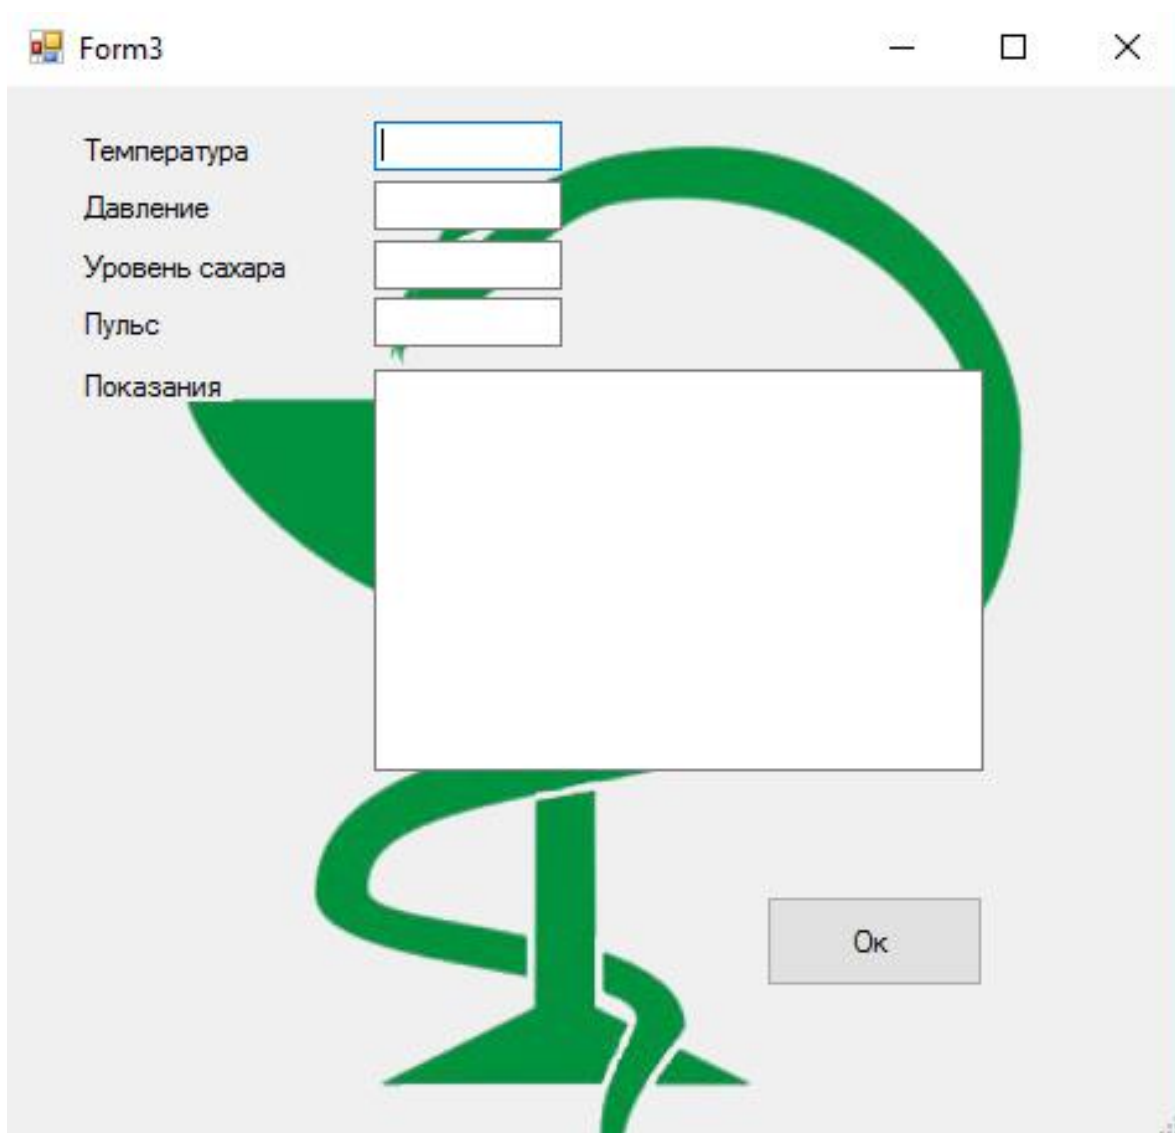 Form3
Температура
Давление
Уровень сахара
Пульс
Показания
Ок